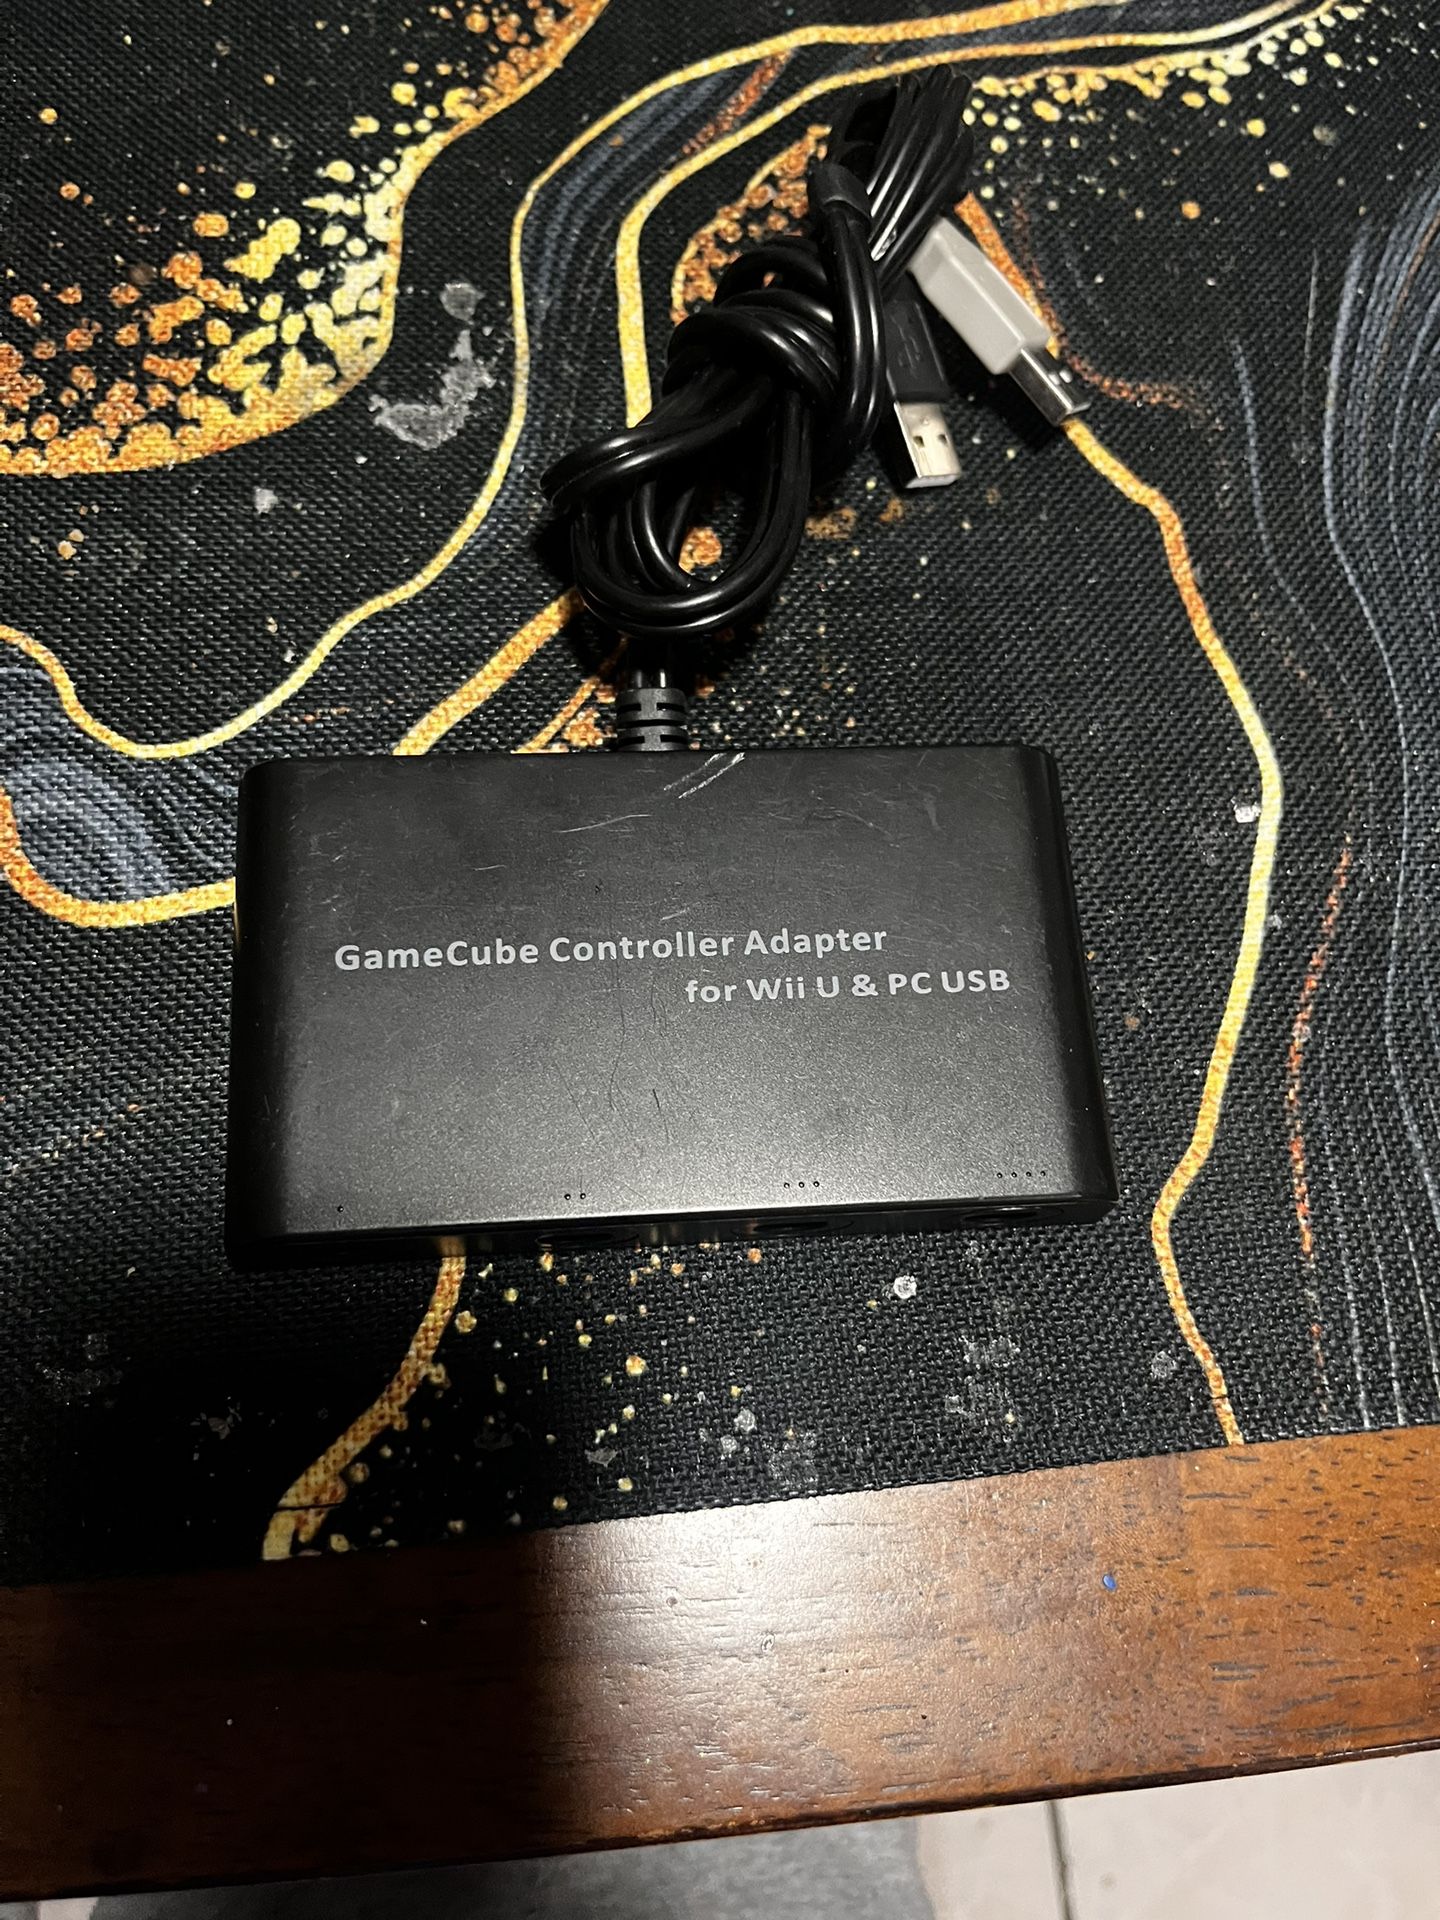 GameCube Controller Adapter
for Wii U & PC USB